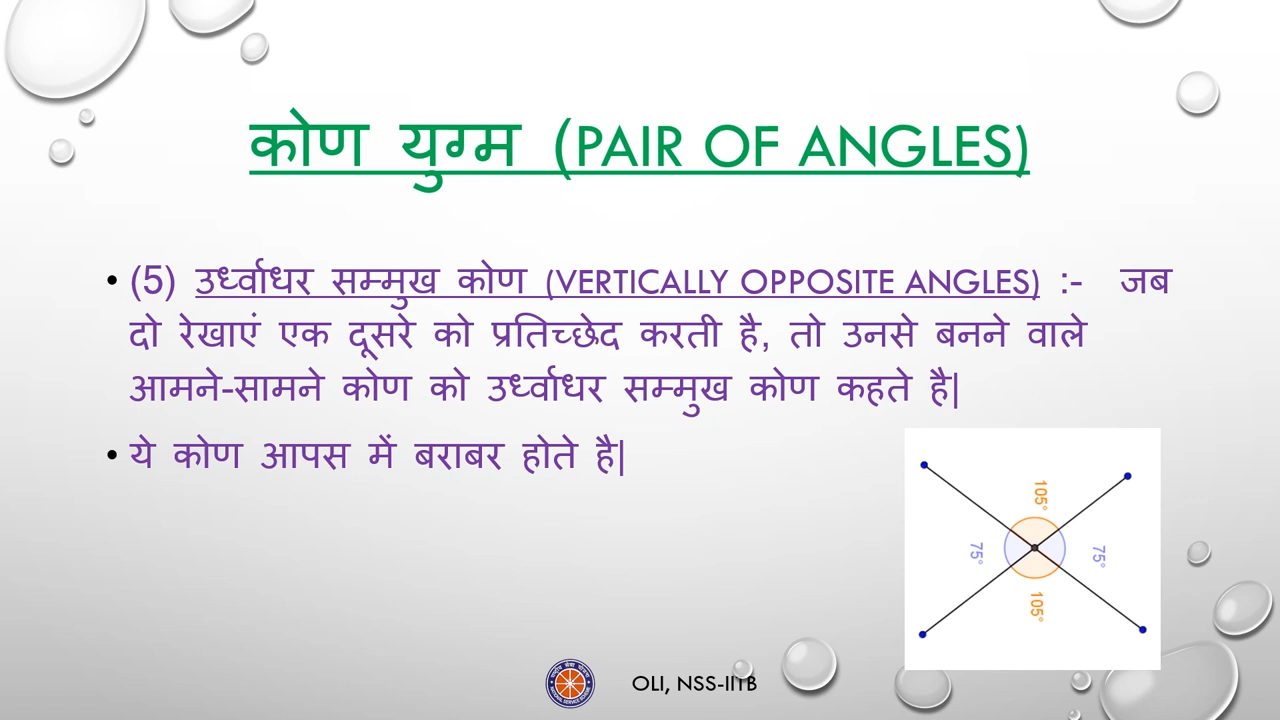 कोण युग्म (PAIR OF ANGLES)
• (5) उर्ध्वाधर सम्मुख कोण (VERTICALLY OPPOSITE ANGLES) :- जब
दो रेखाएं एक दूसरे को प्रतिच्छेद करती है, तो उनसे बनने वाले
आमने-सामने कोण को उर्ध्वाधर सम्मुख कोण कहते है|
• ये कोण आपस में बराबर होते है|
105°
75°
75°
105°
OLI, NSS-IITB